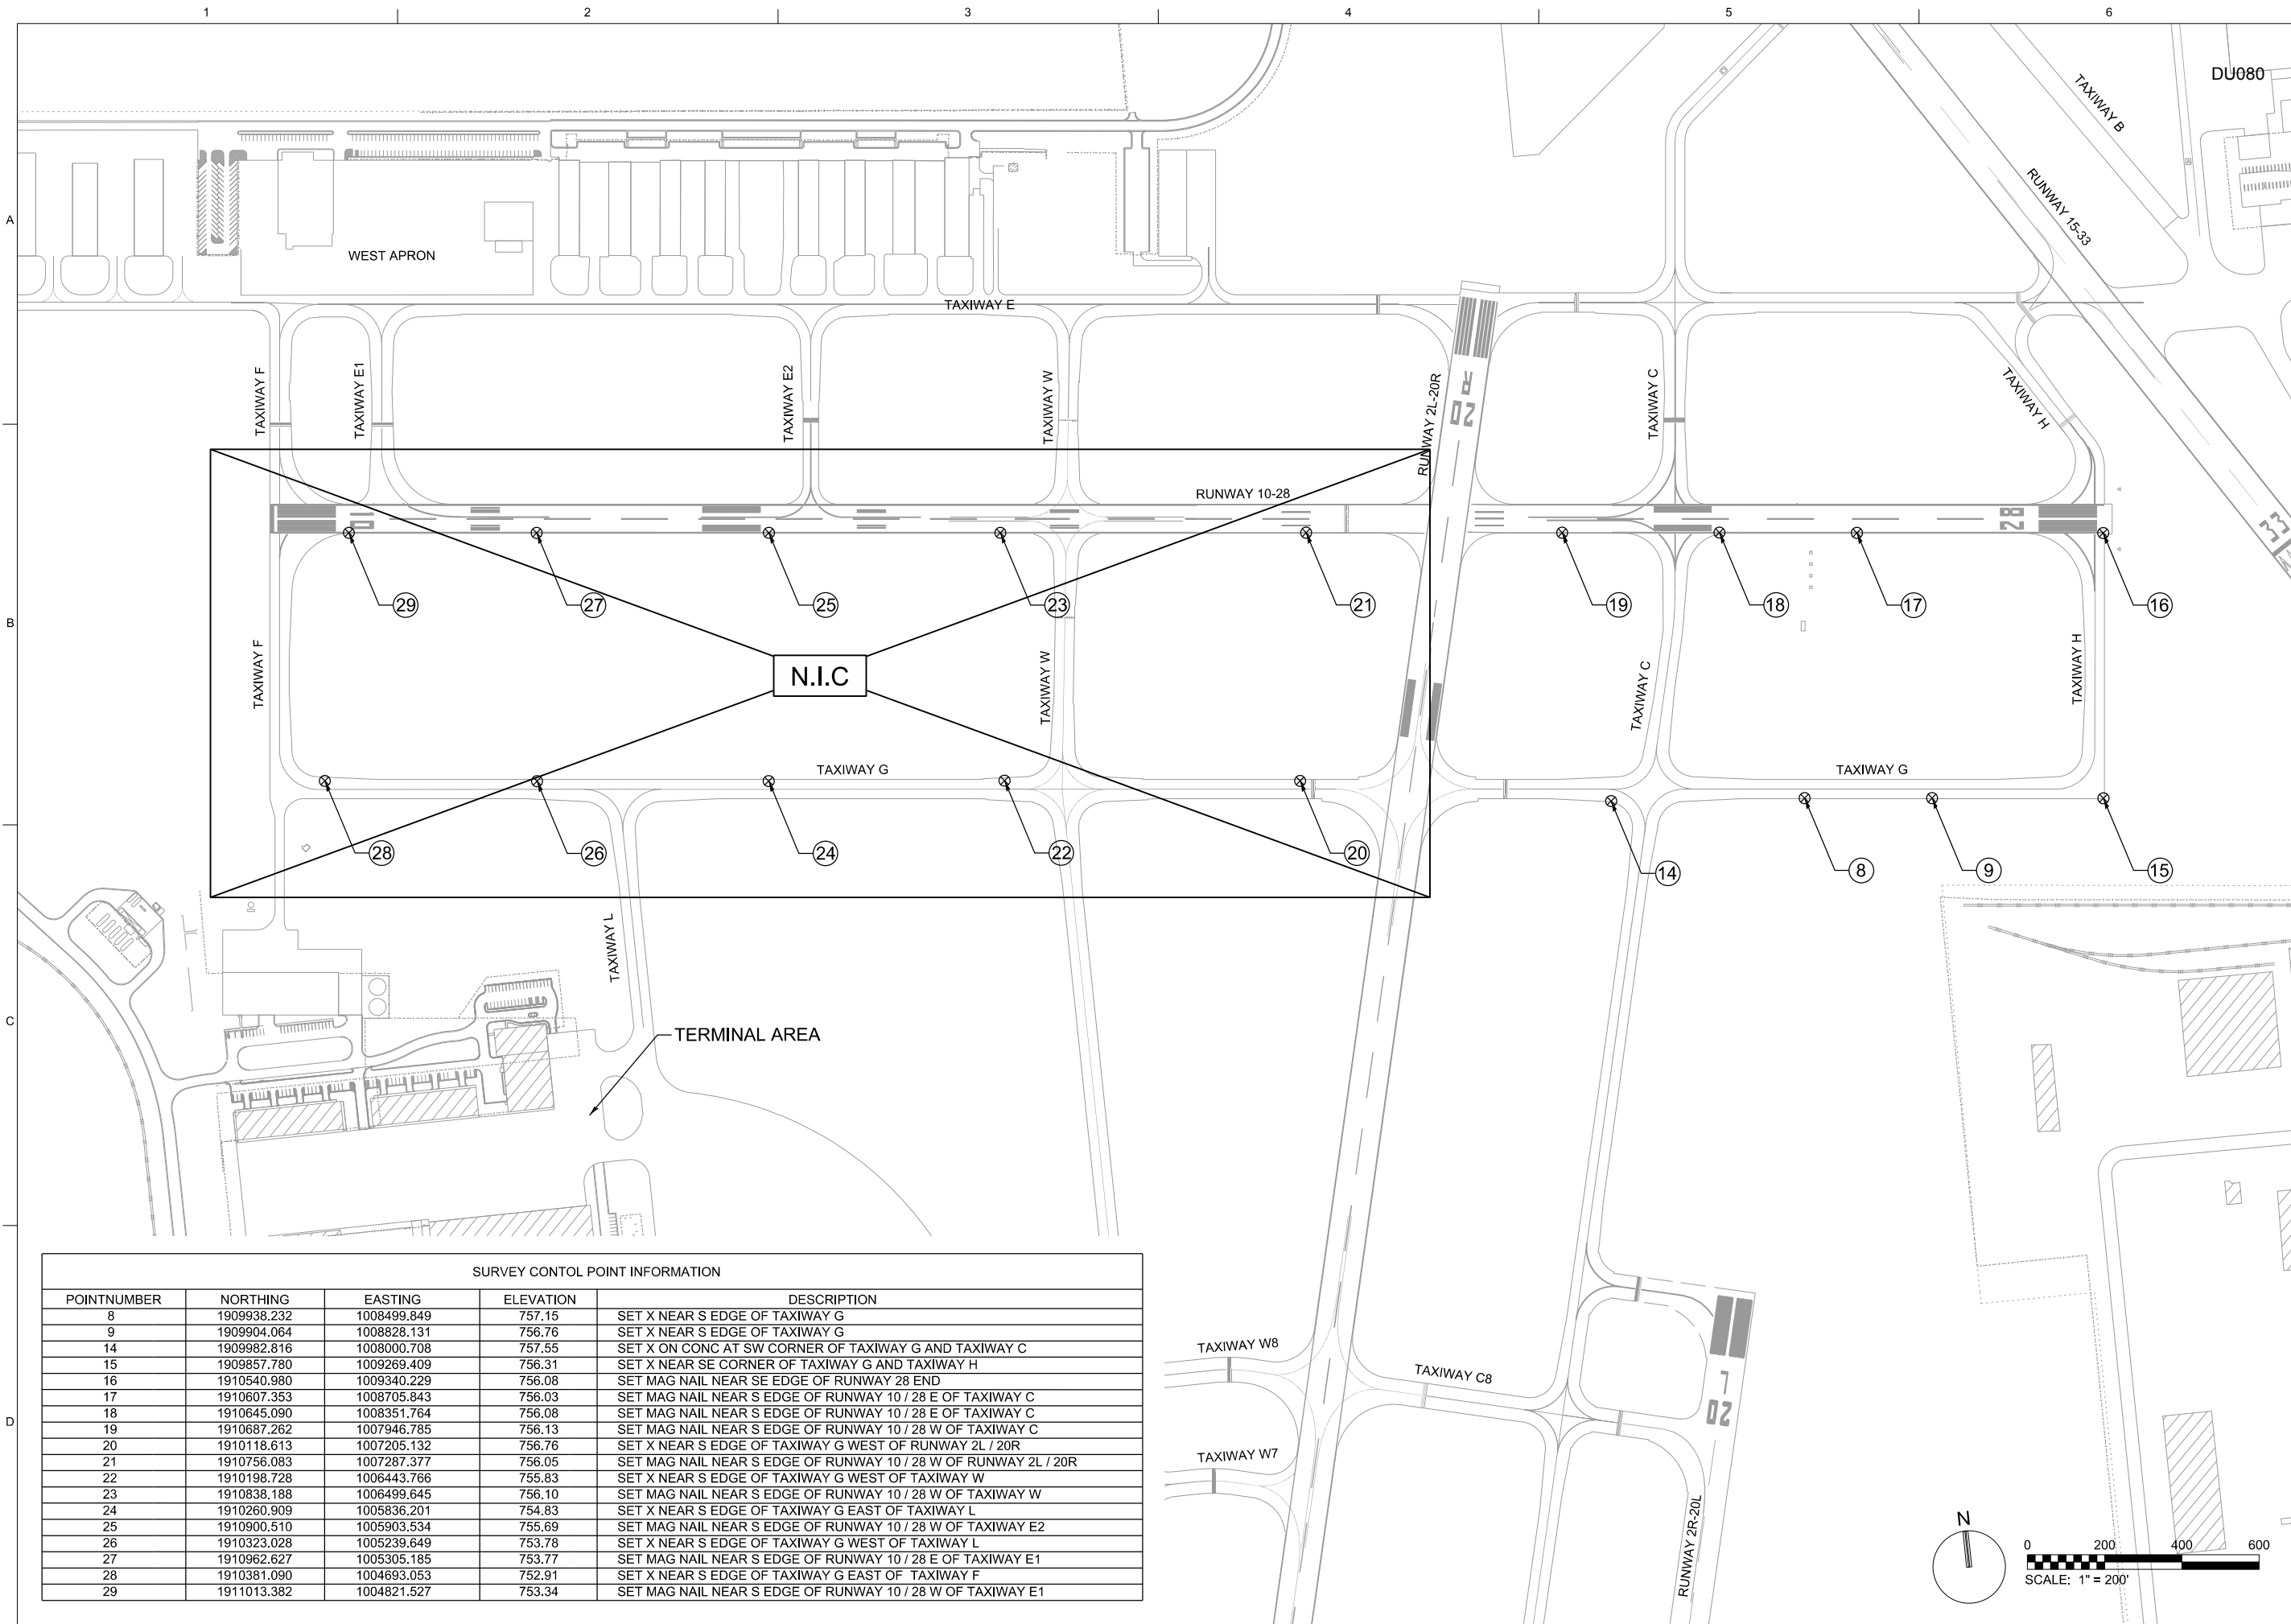 1 2 3 4 5 6
DU080
TAXIWAY B
RUNWAY 15-33
A
WEST APRON
TAXIWAY E
TAXIWAY F
TAXIWAY E1
TAXIWAY E2
TAXIWAY W
RUNWAY 2L-20R
20
R
TAXIWAY C
TAXIWAY H
RUNWAY 10-28
28
33
29
27
25
23
21
19
18
17
16
B
TAXIWAY F
N.I.C
TAXIWAY W
TAXIWAY C
TAXIWAY H
TAXIWAY G
TAXIWAY G
28
26
24
22
20
14
8
9
15
TAXIWAY L
C
TERMINAL AREA
SURVEY CONTOL POINT INFORMATION
POINTNUMBER NORTHING EASTING ELEVATION DESCRIPTION
8 1909938.232 1008499.849 757.15 SET X NEAR S EDGE OF TAXIWAY G
9 1909904.064 1008828.131 756.76 SET X NEAR S EDGE OF TAXIWAY G
14 1909982.816 1008000.708 757.55 SET X ON CONC AT SW CORNER OF TAXIWAY G AND TAXIWAY C
15 1909857.780 1009269.409 756.31 SET X NEAR SE CORNER OF TAXIWAY G AND TAXIWAY H
16 1910540.980 1009340.229 756.08 SET MAG NAIL NEAR SE EDGE OF RUNWAY 28 END
17 1910607.353 1008705.843 756.03 SET MAG NAIL NEAR S EDGE OF RUNWAY 10 / 28 E OF TAXIWAY C
18 1910645.090 1008351.764 756.08 SET MAG NAIL NEAR S EDGE OF RUNWAY 10 / 28 E OF TAXIWAY C
19 1910687.262 1007946.785 756.13 SET MAG NAIL NEAR S EDGE OF RUNWAY 10 / 28 W OF TAXIWAY C
20 1910118.613 1007205.132 756.76 SET X NEAR S EDGE OF TAXIWAY G WEST OF RUNWAY 2L / 20R
21 1910756.083 1007287.377 756.05 SET MAG NAIL NEAR S EDGE OF RUNWAY 10 / 28 W OF RUNWAY 2L / 20R
22 1910198.728 1006443.766 755.83 SET X NEAR S EDGE OF TAXIWAY G WEST OF TAXIWAY W
23 1910838.188 1006499.645 756.10 SET MAG NAIL NEAR S EDGE OF RUNWAY 10 / 28 W OF TAXIWAY W
24 1910260.909 1005836.201 754.83 SET X NEAR S EDGE OF TAXIWAY G EAST OF TAXIWAY L
25 1910900.510 1005903.534 755.69 SET MAG NAIL NEAR S EDGE OF RUNWAY 10 / 28 W OF TAXIWAY E2
26 1910323.028 1005239.649 753.78 SET X NEAR S EDGE OF TAXIWAY G WEST OF TAXIWAY L
27 1910962.627 1005305.185 753.77 SET MAG NAIL NEAR S EDGE OF RUNWAY 10 / 28 E OF TAXIWAY E1
28 1910381.090 1004693.053 752.91 SET X NEAR S EDGE OF TAXIWAY G EAST OF TAXIWAY F
29 1911013.382 1004821.527 753.34 SET MAG NAIL NEAR S EDGE OF RUNWAY 10 / 28 W OF TAXIWAY E1
D
TAXIWAY W8
TAXIWAY C8
TAXIWAY W7
L
20
RUNWAY 2R-20L
N
0 200 400 600
SCALE: 1" = 200'